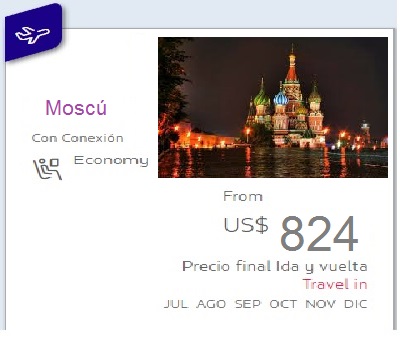 Moscú
Con Conexión
Economy
From
US$ 824
Precio final Ida y vuelta
Travel in
JUL AGO SEP OCT NOV DIC